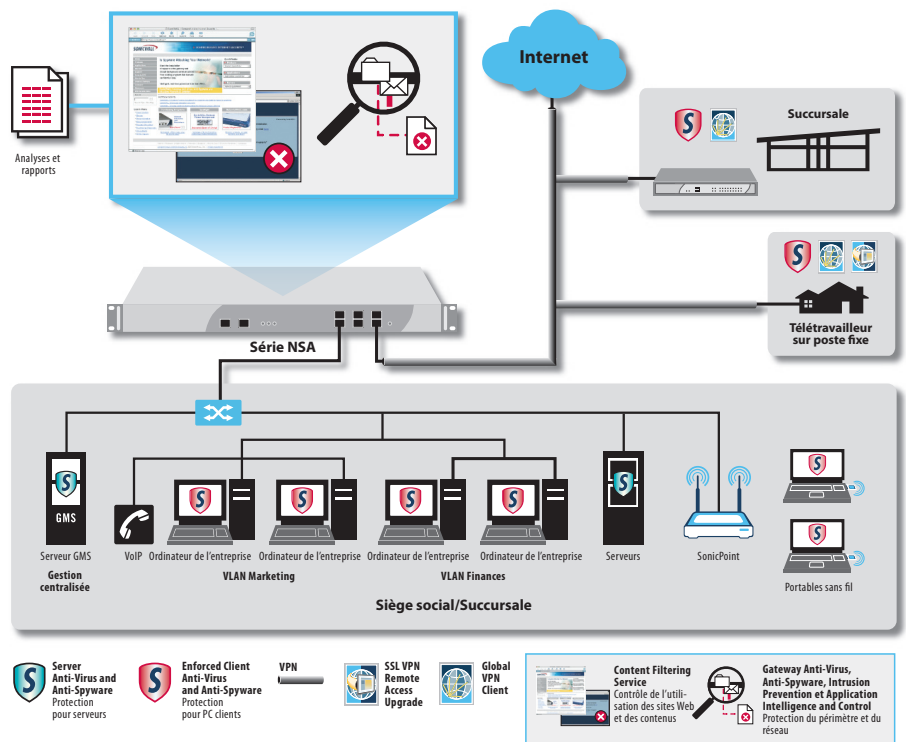 Internet
Succursale
Analyses et
rapports
Télétravailleur
sur poste fixe
Série NSA
GMS
Serveur GMS
Gestion
centralisée
VoIP
Ordinateur de l'entreprise
Ordinateur de l'entreprise
VLAN Marketing
Ordinateur de l'entreprise
Ordinateur de l'entreprise
VLAN Finances
Serveurs
SonicPoint
Portables sans fil
Siège social/Succursale
Server
Anti-Virus and
Anti-Spyware
Protection
pour serveurs
Enforced Client
Anti-Virus
and Anti-Spyware
Protection
pour PC clients
VPN
SSL VPN
Remote
Access
Upgrade
Global
VPN
Client
Content Filtering
Service
Contrôle de l'utili-
sation des sites Web
et des contenus
Gateway Anti-Virus,
Anti-Spyware, Intrusion
Prevention et Application
Intelligence and Control
Protection du périmètre et du
réseau